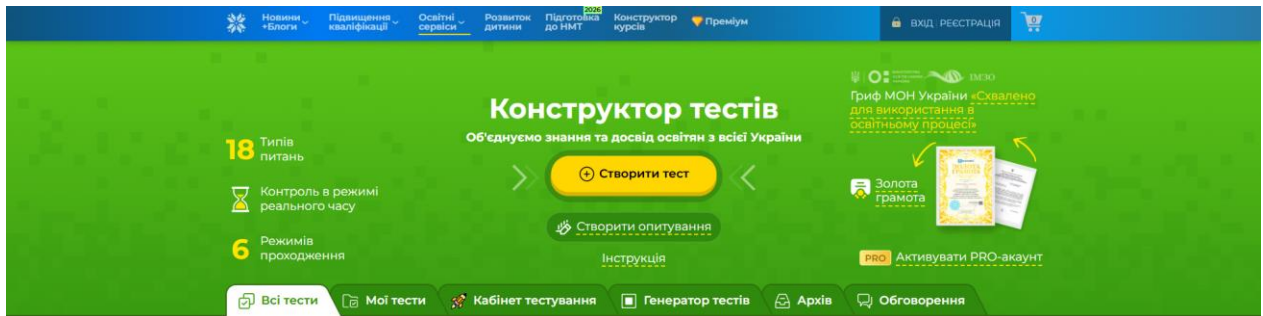 Новини
+Блоги
Підвищення
кваліфікації
Освітні
сервіси
Розвиток
дитини
2026
Підготовка
до НМТ
Конструктор
курсів
Преміум
ВХІД | РЕЄСТРАЦІЯ
0
Конструктор тестів
Об'єднуємо знання та досвід освітян з всієї України
18 Типів
питань
Контроль в режимі
реального часу
6 Режимів
проходження
Створити тест
Створити опитування
Інструкція
ІМЗО
Гриф МОН України «Схвалено
для використання в
освітньому процесі»
Золота
грамота
PRO Активувати PRO-акаунт
Всі тести
Мої тести
Кабінет тестування
Генератор тестів
Архів
Обговорення